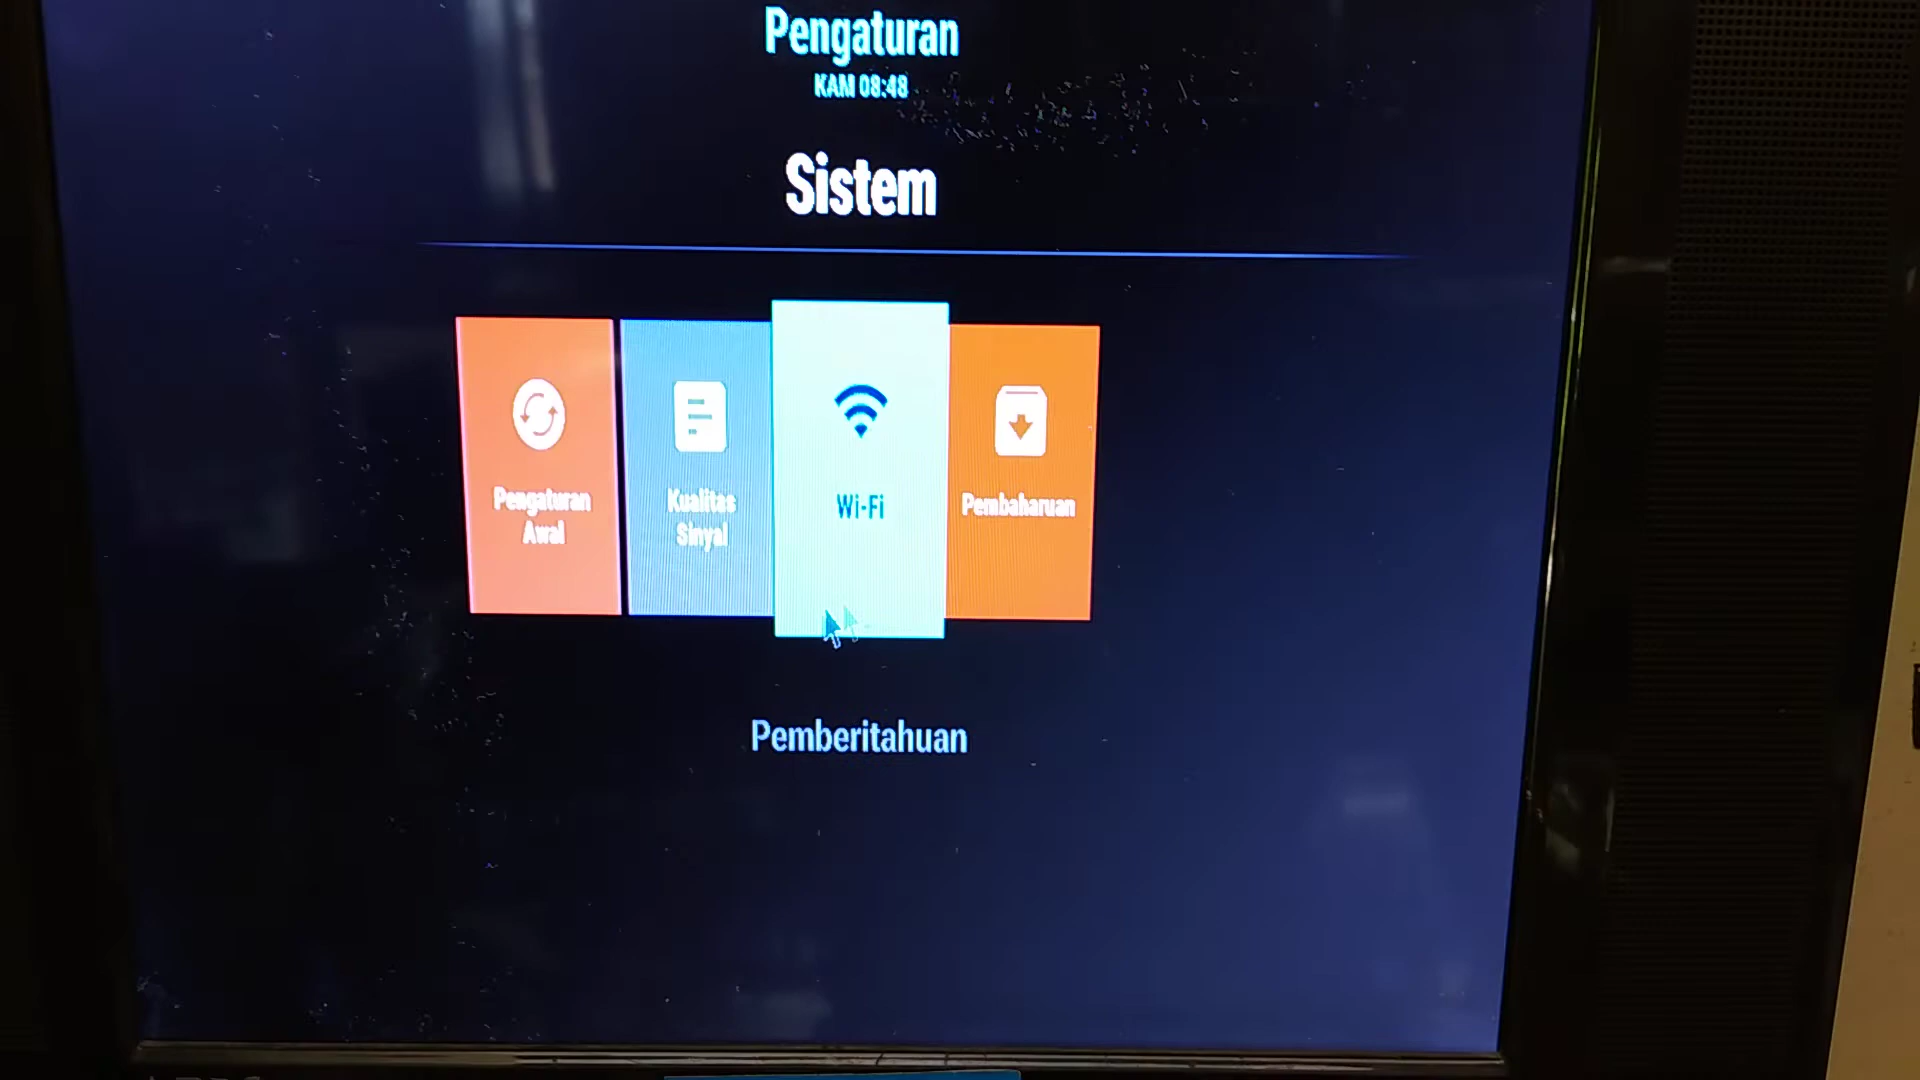 Pengaturan
KAM 08:48
Sistem
Pengaturan
Awal
Kualitas
Sinyal
Wi-Fi
Pembaharuan
Pemberitahuan